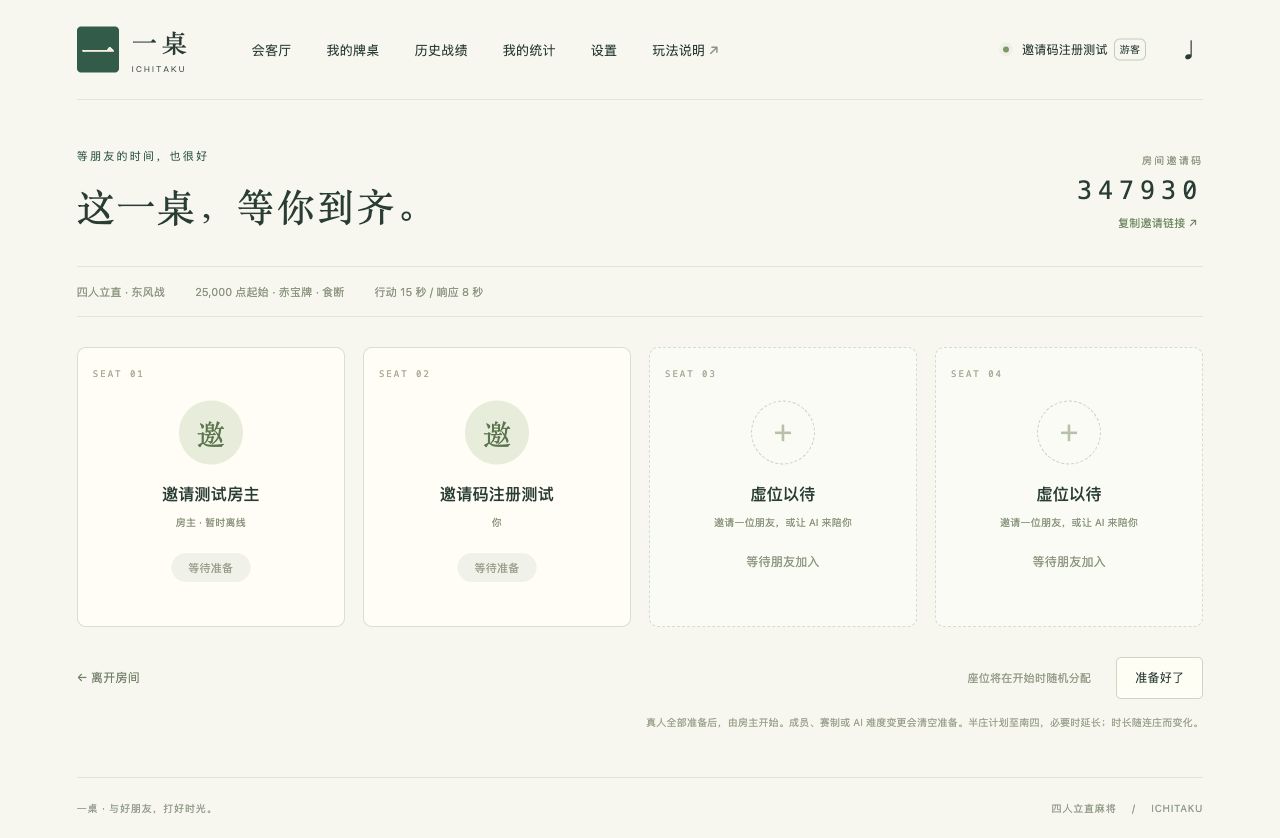 一桌
ICHITAKU
会客厅 我的牌桌 历史战绩 我的统计 设置 玩法说明 ↗
邀请码注册测试 游客
等朋友的时间，也很好
这一桌，等你到齐。
房间邀请码
347930
复制邀请链接 ↗
四人立直 · 东风战 25,000 点起始 · 赤宝牌 · 食断 行动 15 秒 / 响应 8 秒
SEAT 01
邀
邀请测试房主
房主 · 暂时离线
等待准备
SEAT 02
邀
邀请码注册测试
你
等待准备
SEAT 03
+
虚位以待
邀请一位朋友，或让 AI 来陪你
等待朋友加入
SEAT 04
+
虚位以待
邀请一位朋友，或让 AI 来陪你
等待朋友加入
← 离开房间
座位将在开始时随机分配 准备好了
真人全部准备后，由房主开始。成员、赛制或 AI 难度变更会清空准备。半庄计划至南四，必要时延长；时长随连庄而变化。
一桌 · 与好朋友，打好时光。
四人立直麻将 / ICHITAKU